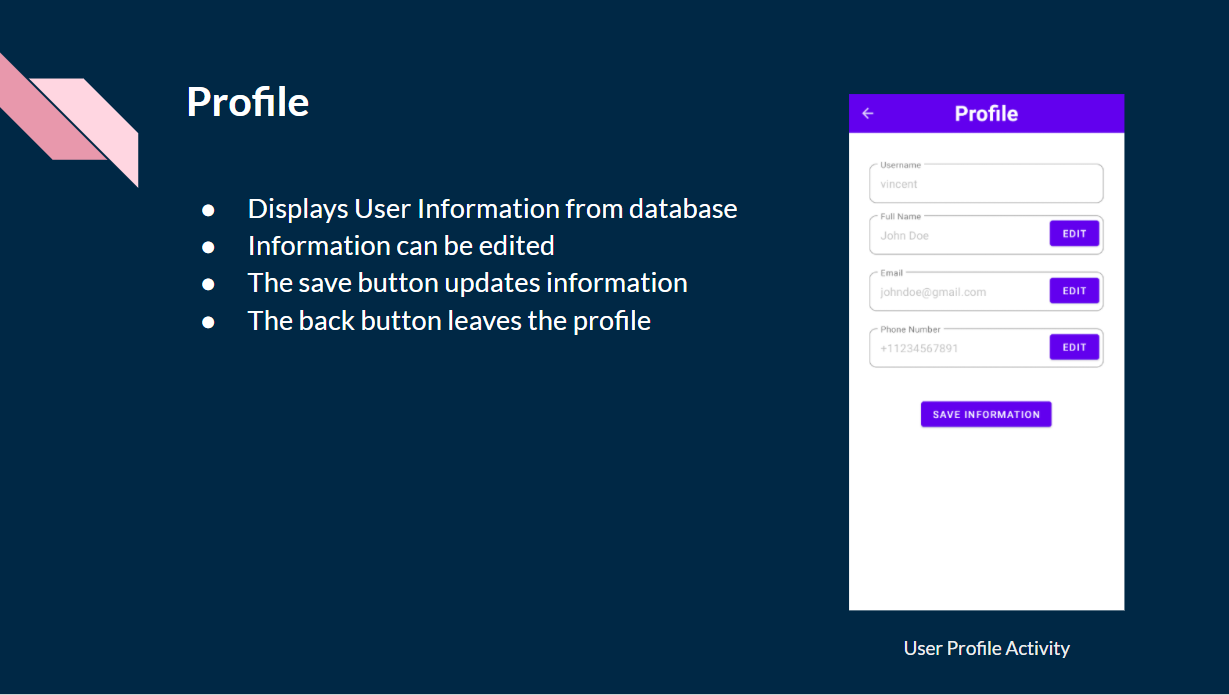 Profile
● Displays User Information from database
● Information can be edited
● The save button updates information
● The back button leaves the profile
Profile
Username
vincent
Full Name
John Doe
EDIT
Email
johndoe@gmail.com
EDIT
Phone Number
+11234567891
EDIT
SAVE INFORMATION
User Profile Activity